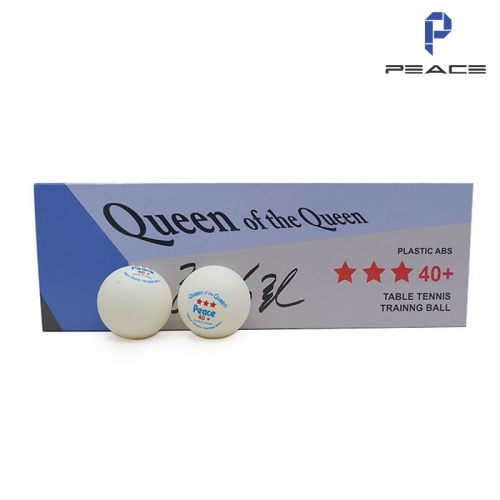 PEACE
Queen of the Queen
PLASTIC ABS
★★★ 40+
TABLE TENNIS
TRAINNG BALL
Peace
40+
Queen of the Queen
★★★
Peace
40+